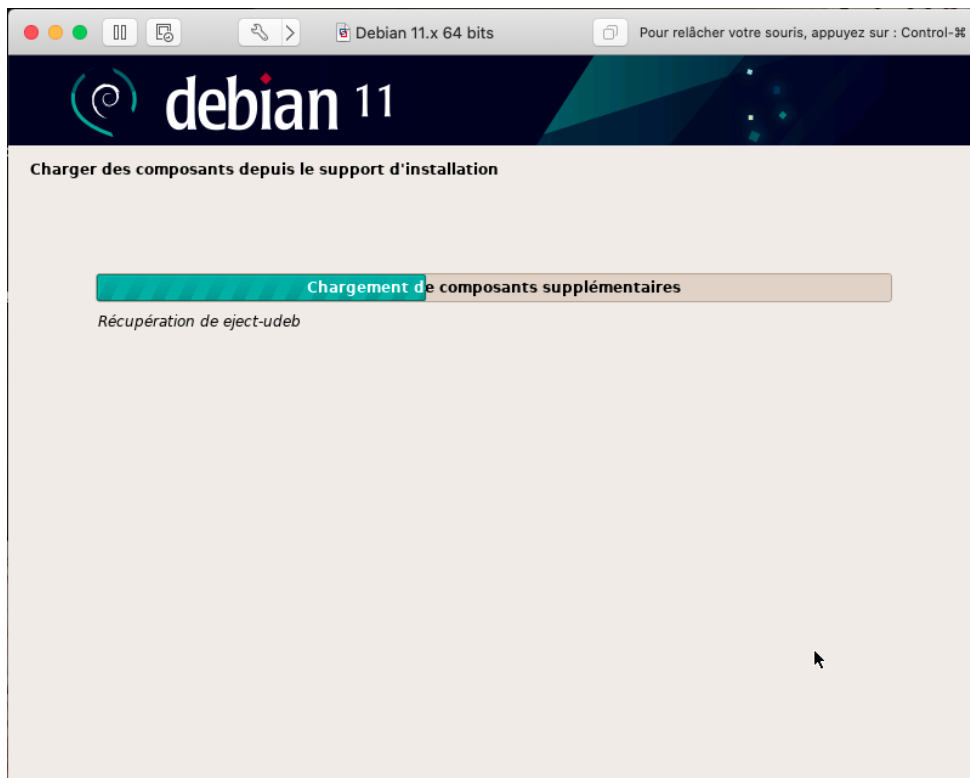 Debian 11.x 64 bits
Pour relâcher votre souris, appuyez sur : Control-⌘
debian 11
Charger des composants depuis le support d'installation
Chargement de composants supplémentaires
Récupération de eject-udeb